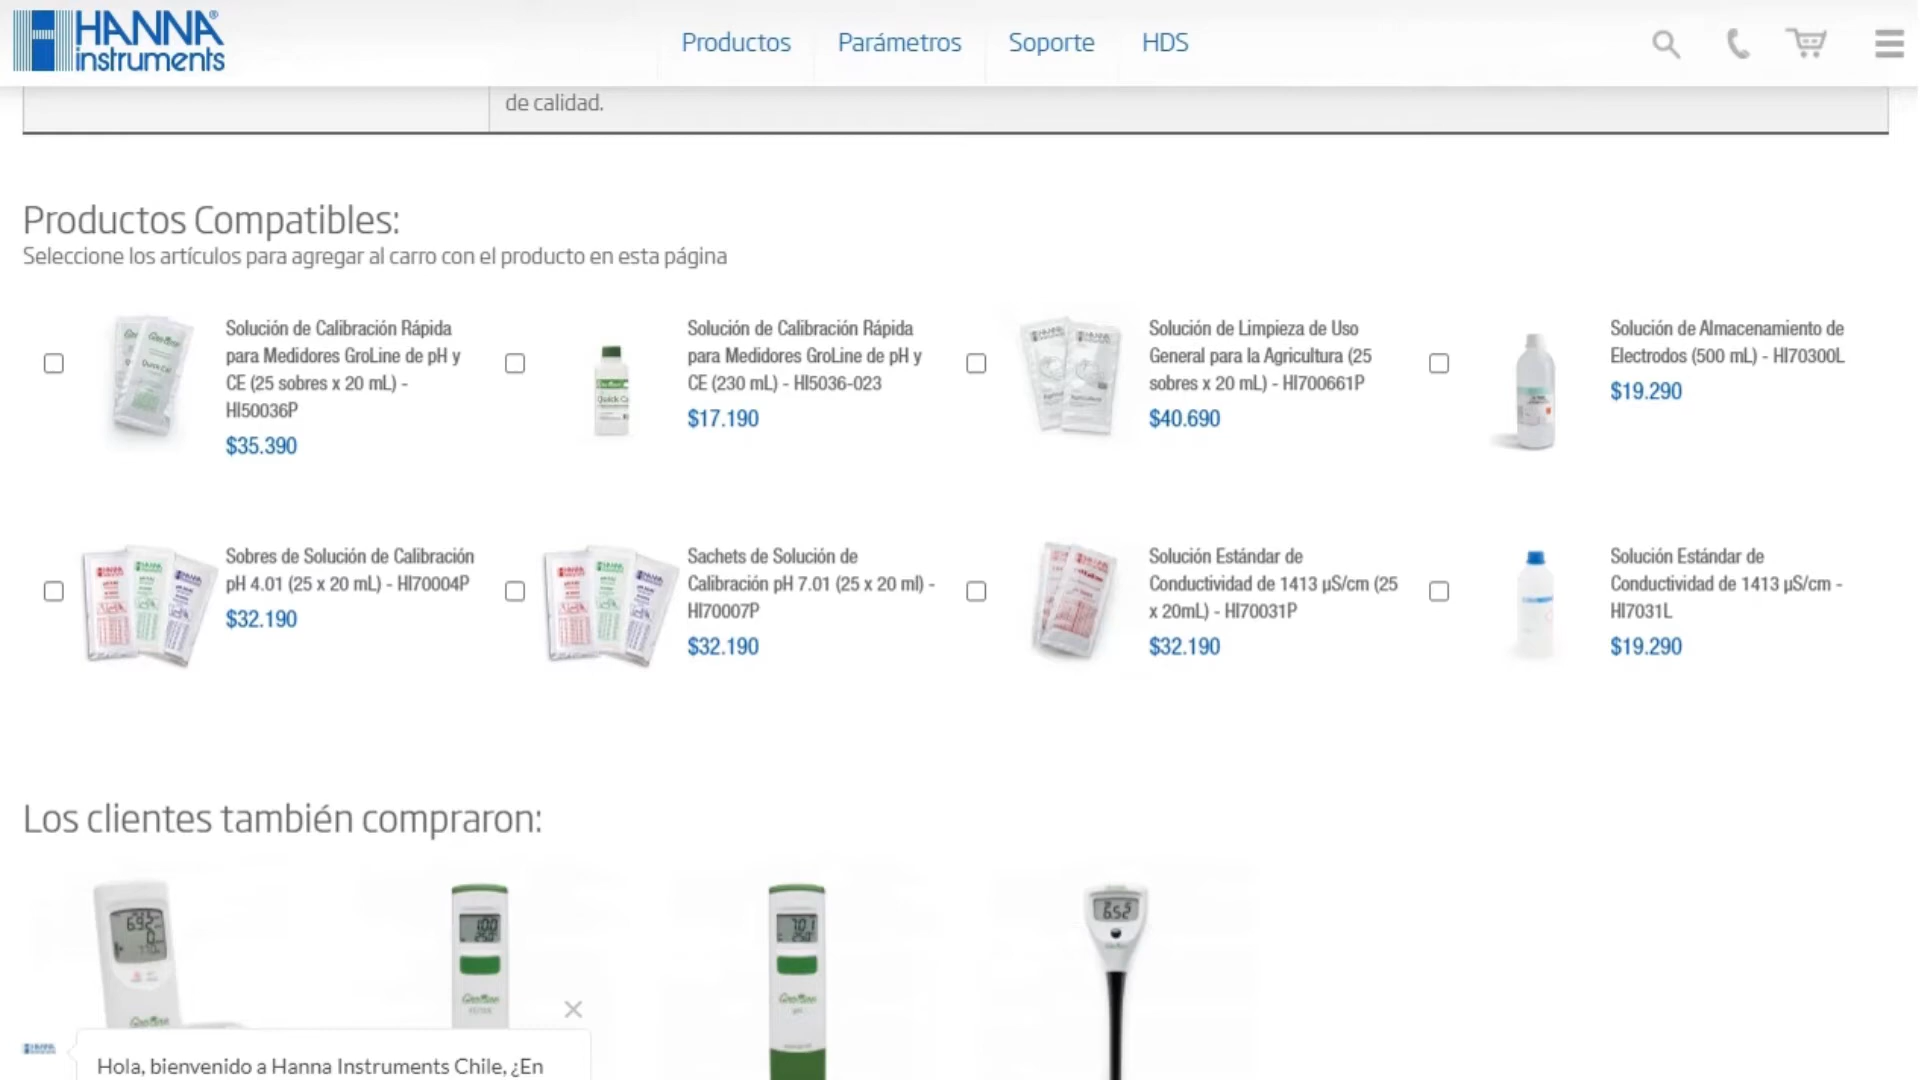 HANNA®
instruments
Productos
Parámetros
Soporte
HDS
de calidad.
Productos Compatibles:
Seleccione los artículos para agregar al carro con el producto en esta página
Solución de Calibración Rápida
para Medidores GroLine de pH y
CE (25 sobres x 20 mL) -
HI50036P
$35.390
Solución de Calibración Rápida
para Medidores GroLine de pH y
CE (230 mL) - HI5036-023
$17.190
Solución de Limpieza de Uso
General para la Agricultura (25
sobres x 20 mL) - HI700661P
$40.690
Solución de Almacenamiento de
Electrodos (500 mL) - HI70300L
$19.290
Sobres de Solución de Calibración
pH 4.01 (25 x 20 mL) - HI70004P
$32.190
Sachets de Solución de
Calibración pH 7.01 (25 x 20 ml) -
HI70007P
$32.190
Solución Estándar de
Conductividad de 1413 µS/cm (25
x 20mL) - HI70031P
$32.190
Solución Estándar de
Conductividad de 1413 µS/cm -
HI7031L
$19.290
Los clientes también compraron:
Hola, bienvenido a Hanna Instruments Chile, ¿En